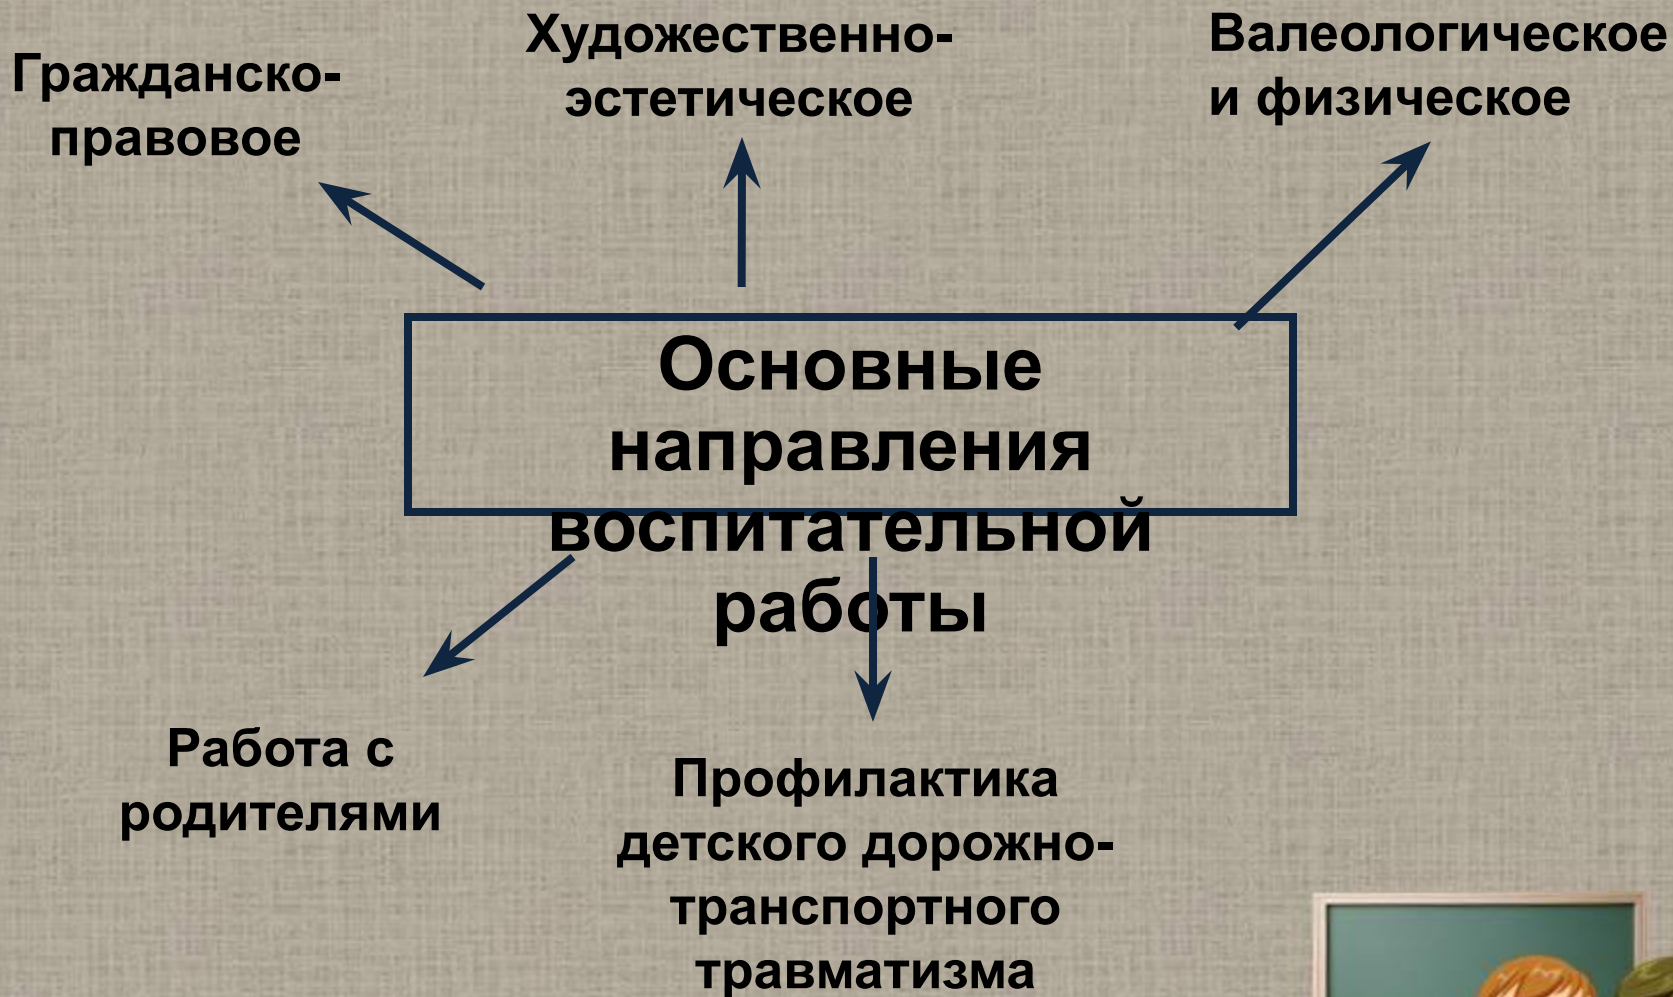 Гражданско-
правовое
Художественно-
эстетическое
Валеологическое
и физическое
Основные
направления
воспитательной
работы
Работа с
родителями
Профилактика
детского дорожно-
транспортного
травматизма